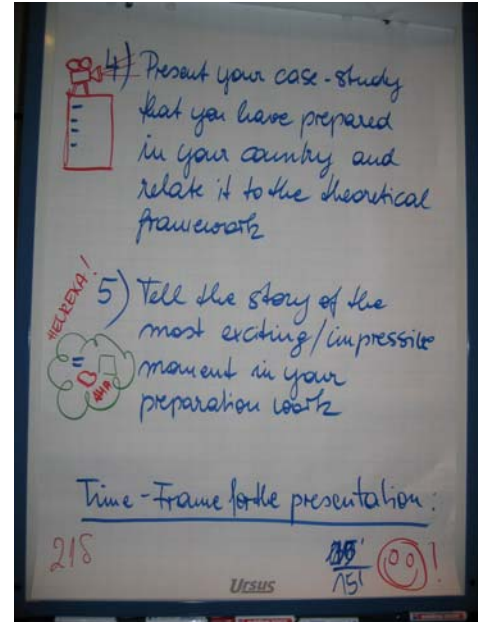 4) Present your case-study
that you have prepared
in your country and
relate it to the theoretical
framework
HEUREKA!
5) Tell the story of the
most exciting/impressive
moment in your
preparation work
=
AHA
Time-Frame for the presentation:
218
15' !
Ursus